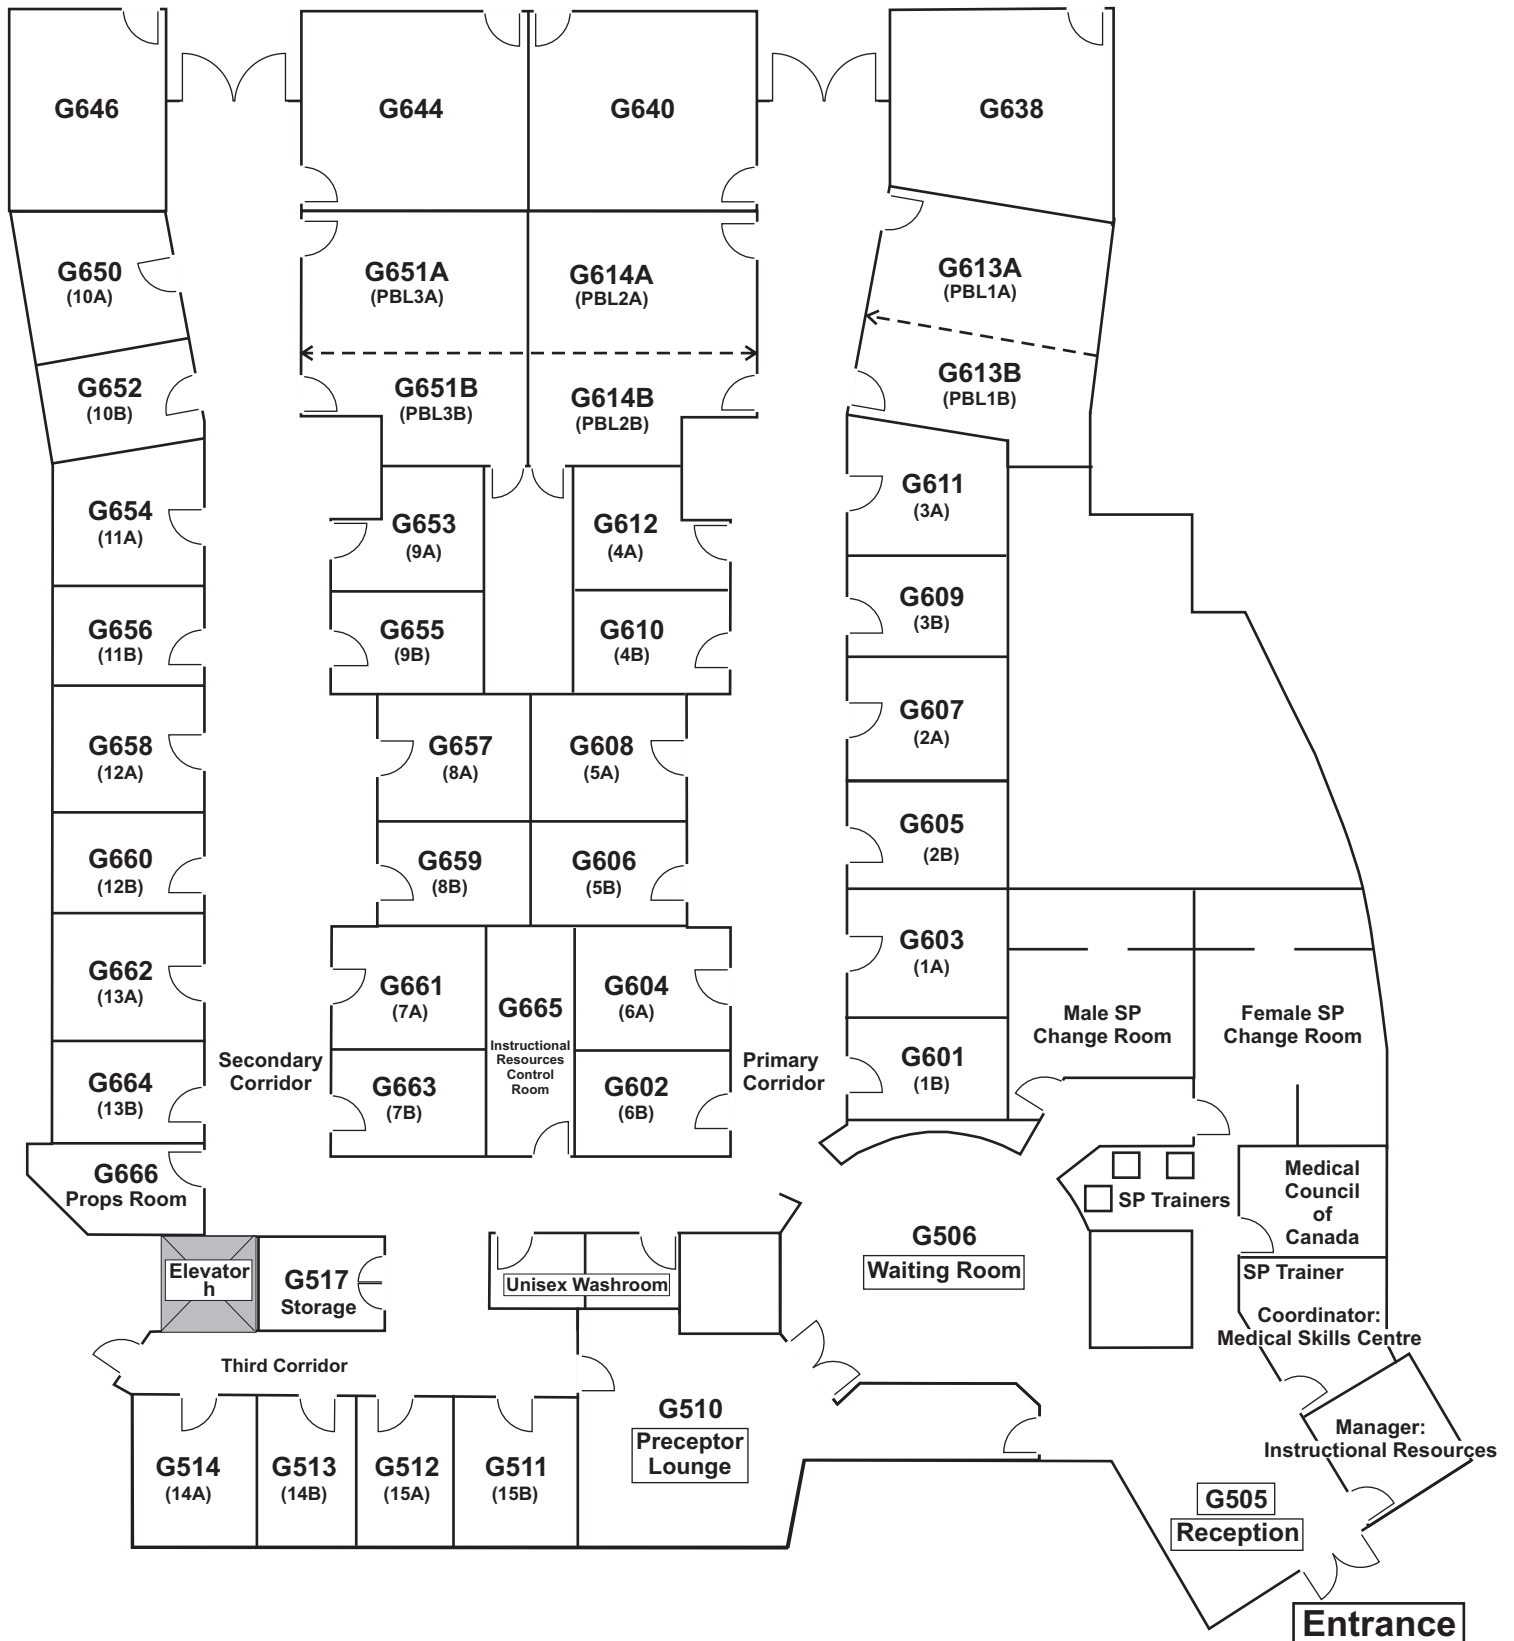 G646
G644
G640
G638
G650
(10A)
G651A
(PBL3A)
G614A
(PBL2A)
G613A
(PBL1A)
G652
(10B)
G651B
(PBL3B)
G614B
(PBL2B)
G613B
(PBL1B)
G654
(11A)
G653
(9A)
G612
(4A)
G611
(3A)
G656
(11B)
G655
(9B)
G610
(4B)
G609
(3B)
G658
(12A)
G657
(8A)
G608
(5A)
G607
(2A)
G660
(12B)
G659
(8B)
G606
(5B)
G605
(2B)
G662
(13A)
G661
(7A)
G665
Instructional
Resources
Control
Room
G604
(6A)
G603
(1A)
Male SP
Change Room
Female SP
Change Room
G664
(13B)
Secondary
Corridor
G663
(7B)
G602
(6B)
Primary
Corridor
G601
(1B)
G666
Props Room
SP Trainers
Medical
Council
of
Canada
Elevator
h
G517
Storage
Unisex Washroom
G506
Waiting Room
SP Trainer
Coordinator:
Medical Skills Centre
Third Corridor
G514
(14A)
G513
(14B)
G512
(15A)
G511
(15B)
G510
Preceptor
Lounge
Manager:
Instructional Resources
G505
Reception
Entrance